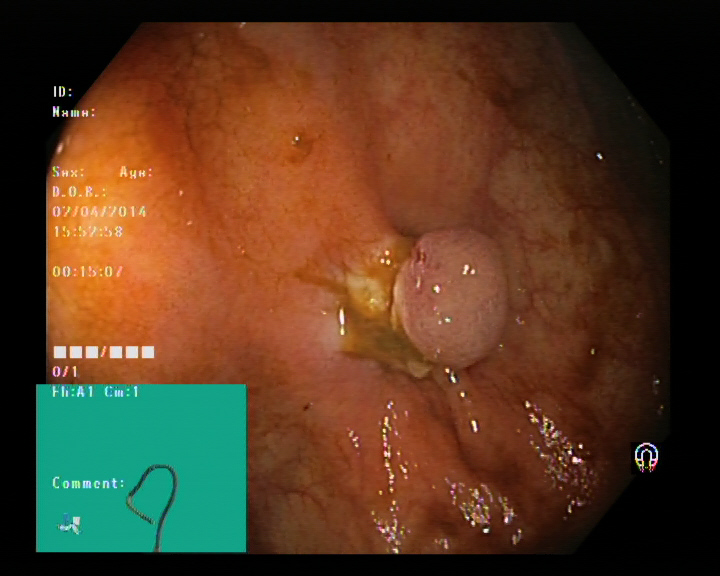 ID:
Name:
Sex: Age:
D.O.B.:
02/04/2014
15:52:58
00:15:07
■■■/■■■
0/1
Eh:A1 Cm:1
Comment: